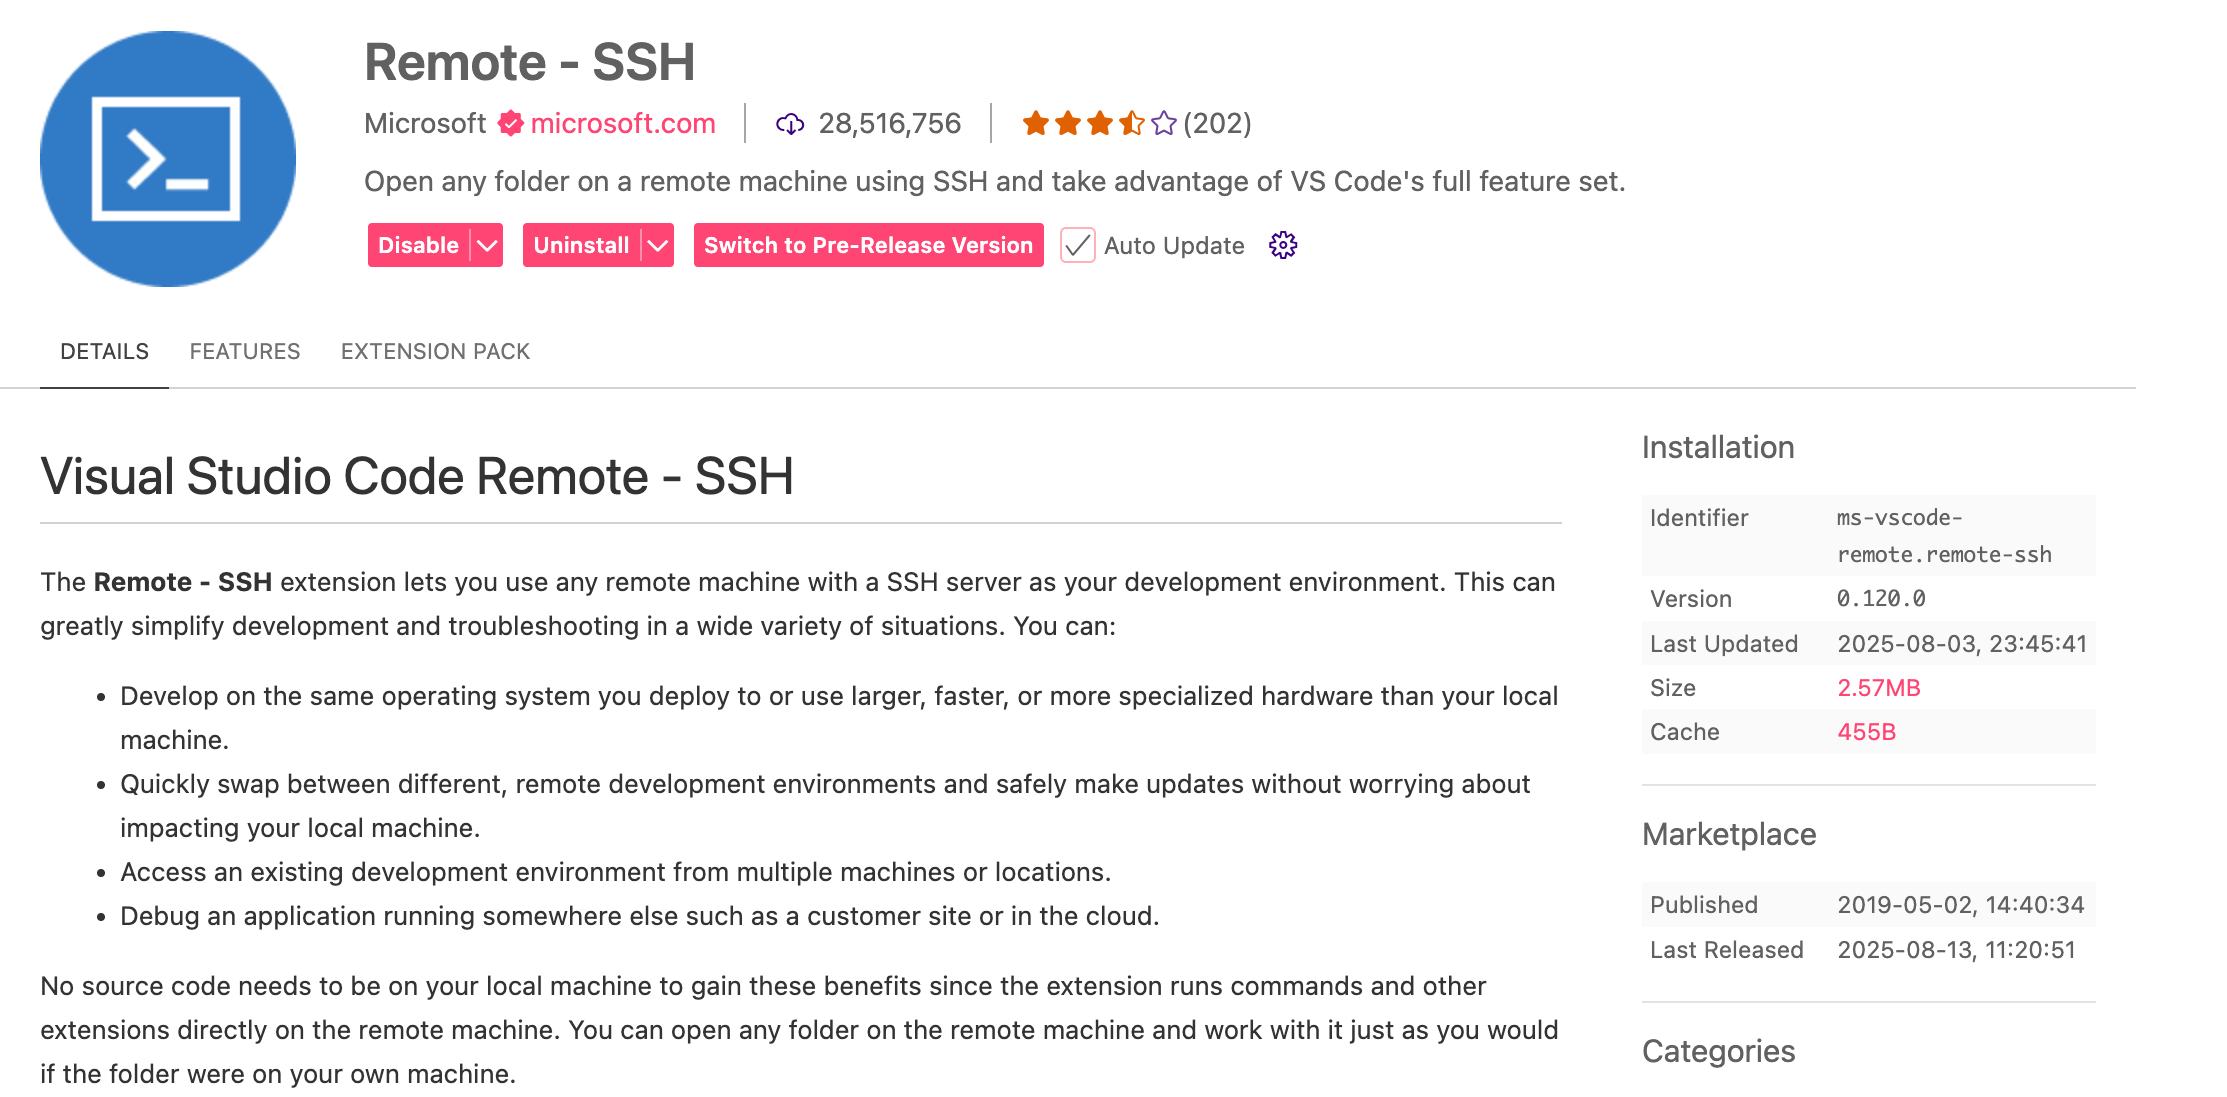 Remote - SSH
Microsoft microsoft.com 28,516,756 (202)
Open any folder on a remote machine using SSH and take advantage of VS Code's full feature set.
Disable Uninstall Switch to Pre-Release Version Auto Update
DETAILS FEATURES EXTENSION PACK
Visual Studio Code Remote - SSH
The Remote - SSH extension lets you use any remote machine with a SSH server as your development environment. This can
greatly simplify development and troubleshooting in a wide variety of situations. You can:
• Develop on the same operating system you deploy to or use larger, faster, or more specialized hardware than your local
machine.
• Quickly swap between different, remote development environments and safely make updates without worrying about
impacting your local machine.
• Access an existing development environment from multiple machines or locations.
• Debug an application running somewhere else such as a customer site or in the cloud.
No source code needs to be on your local machine to gain these benefits since the extension runs commands and other
extensions directly on the remote machine. You can open any folder on the remote machine and work with it just as you would
if the folder were on your own machine.
Installation
Identifier ms-vscode-
remote.remote-ssh
Version 0.120.0
Last Updated 2025-08-03, 23:45:41
Size 2.57MB
Cache 455B
Marketplace
Published 2019-05-02, 14:40:34
Last Released 2025-08-13, 11:20:51
Categories